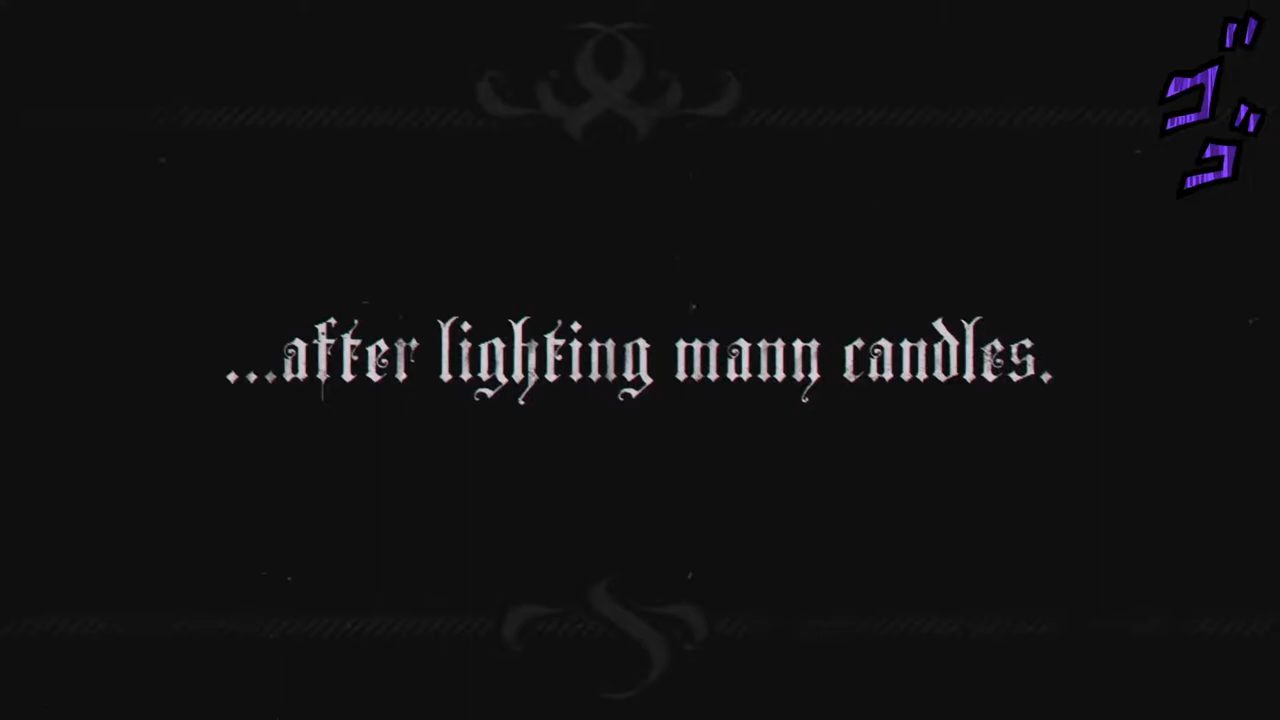 ...after lighting many candles.
ゴゴ